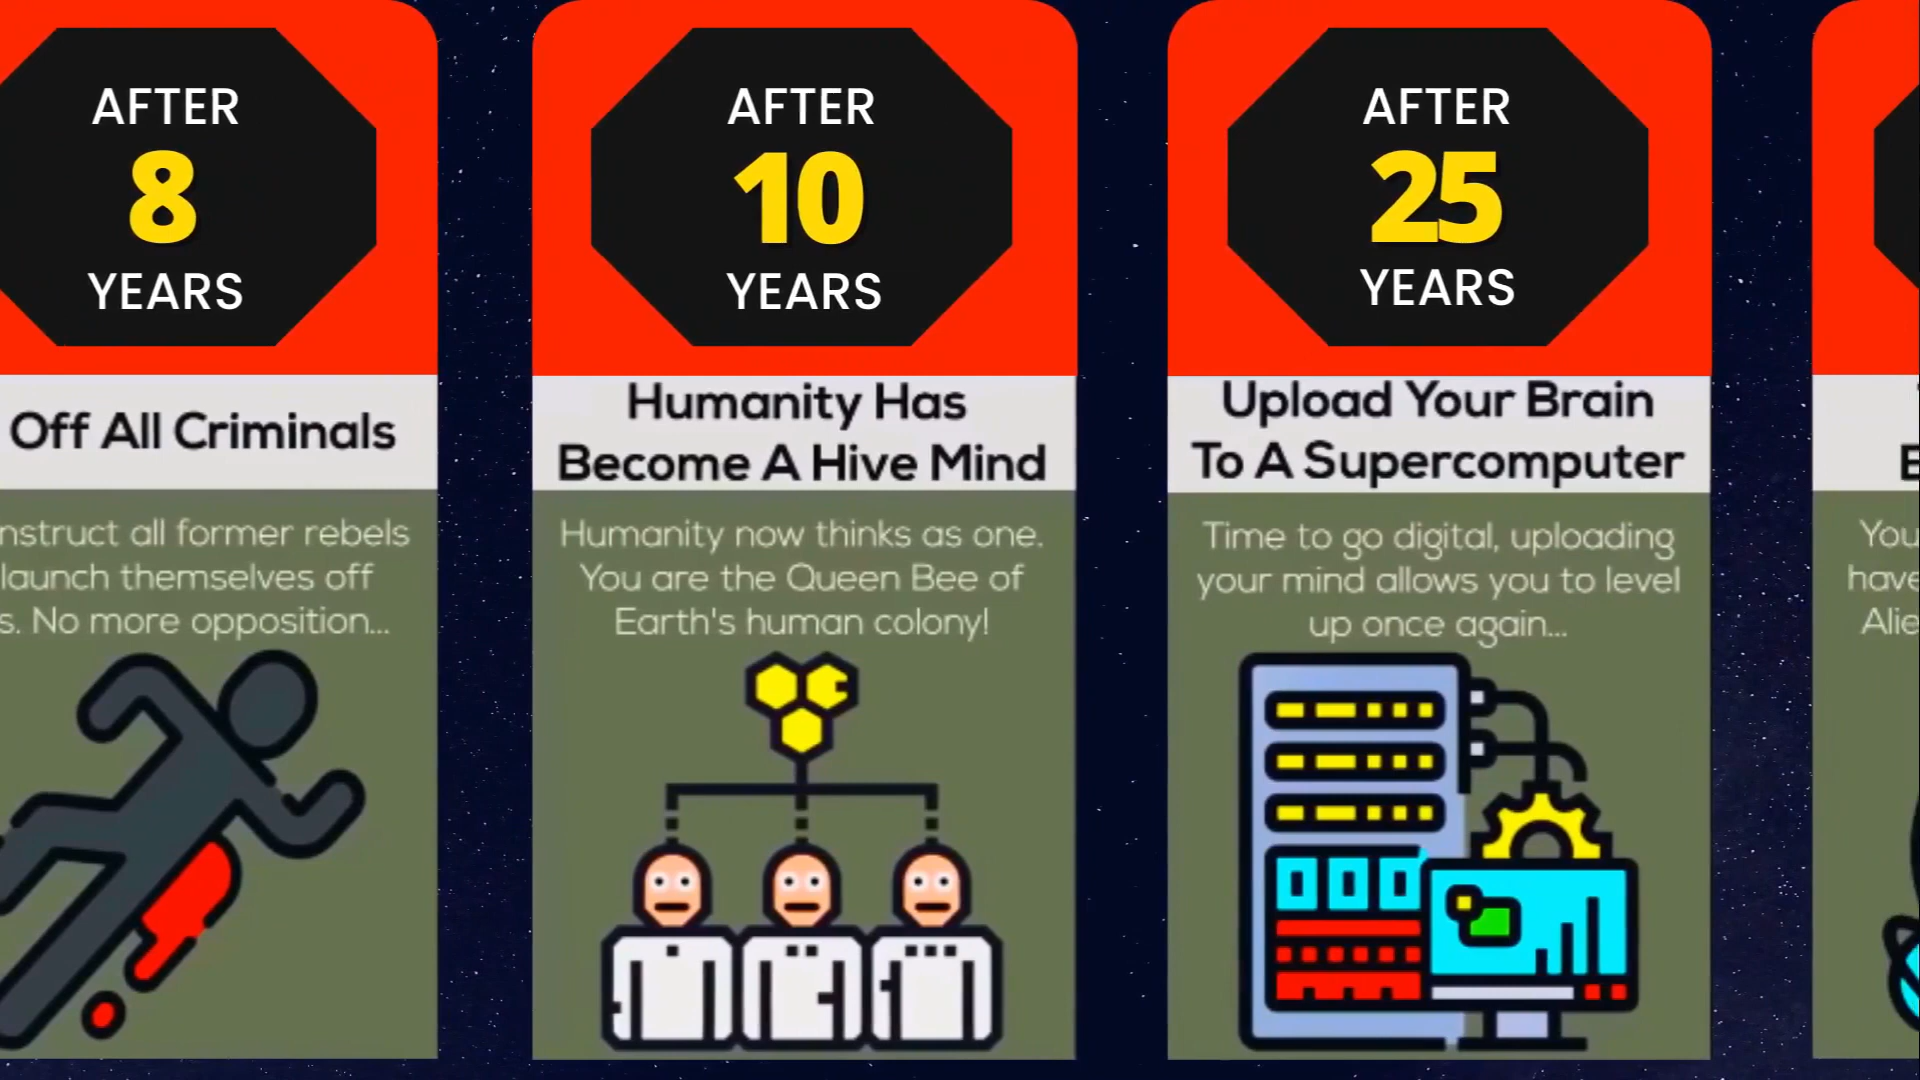 AFTER
8
YEARS
Off All Criminals
nstruct all former rebels
launch themselves off
s. No more opposition...
AFTER
10
YEARS
Humanity Has
Become A Hive Mind
Humanity now thinks as one.
You are the Queen Bee of
Earth's human colony!
AFTER
25
YEARS
Upload Your Brain
To A Supercomputer
Time to go digital, uploading
your mind allows you to level
up once again...
You
have
Alie